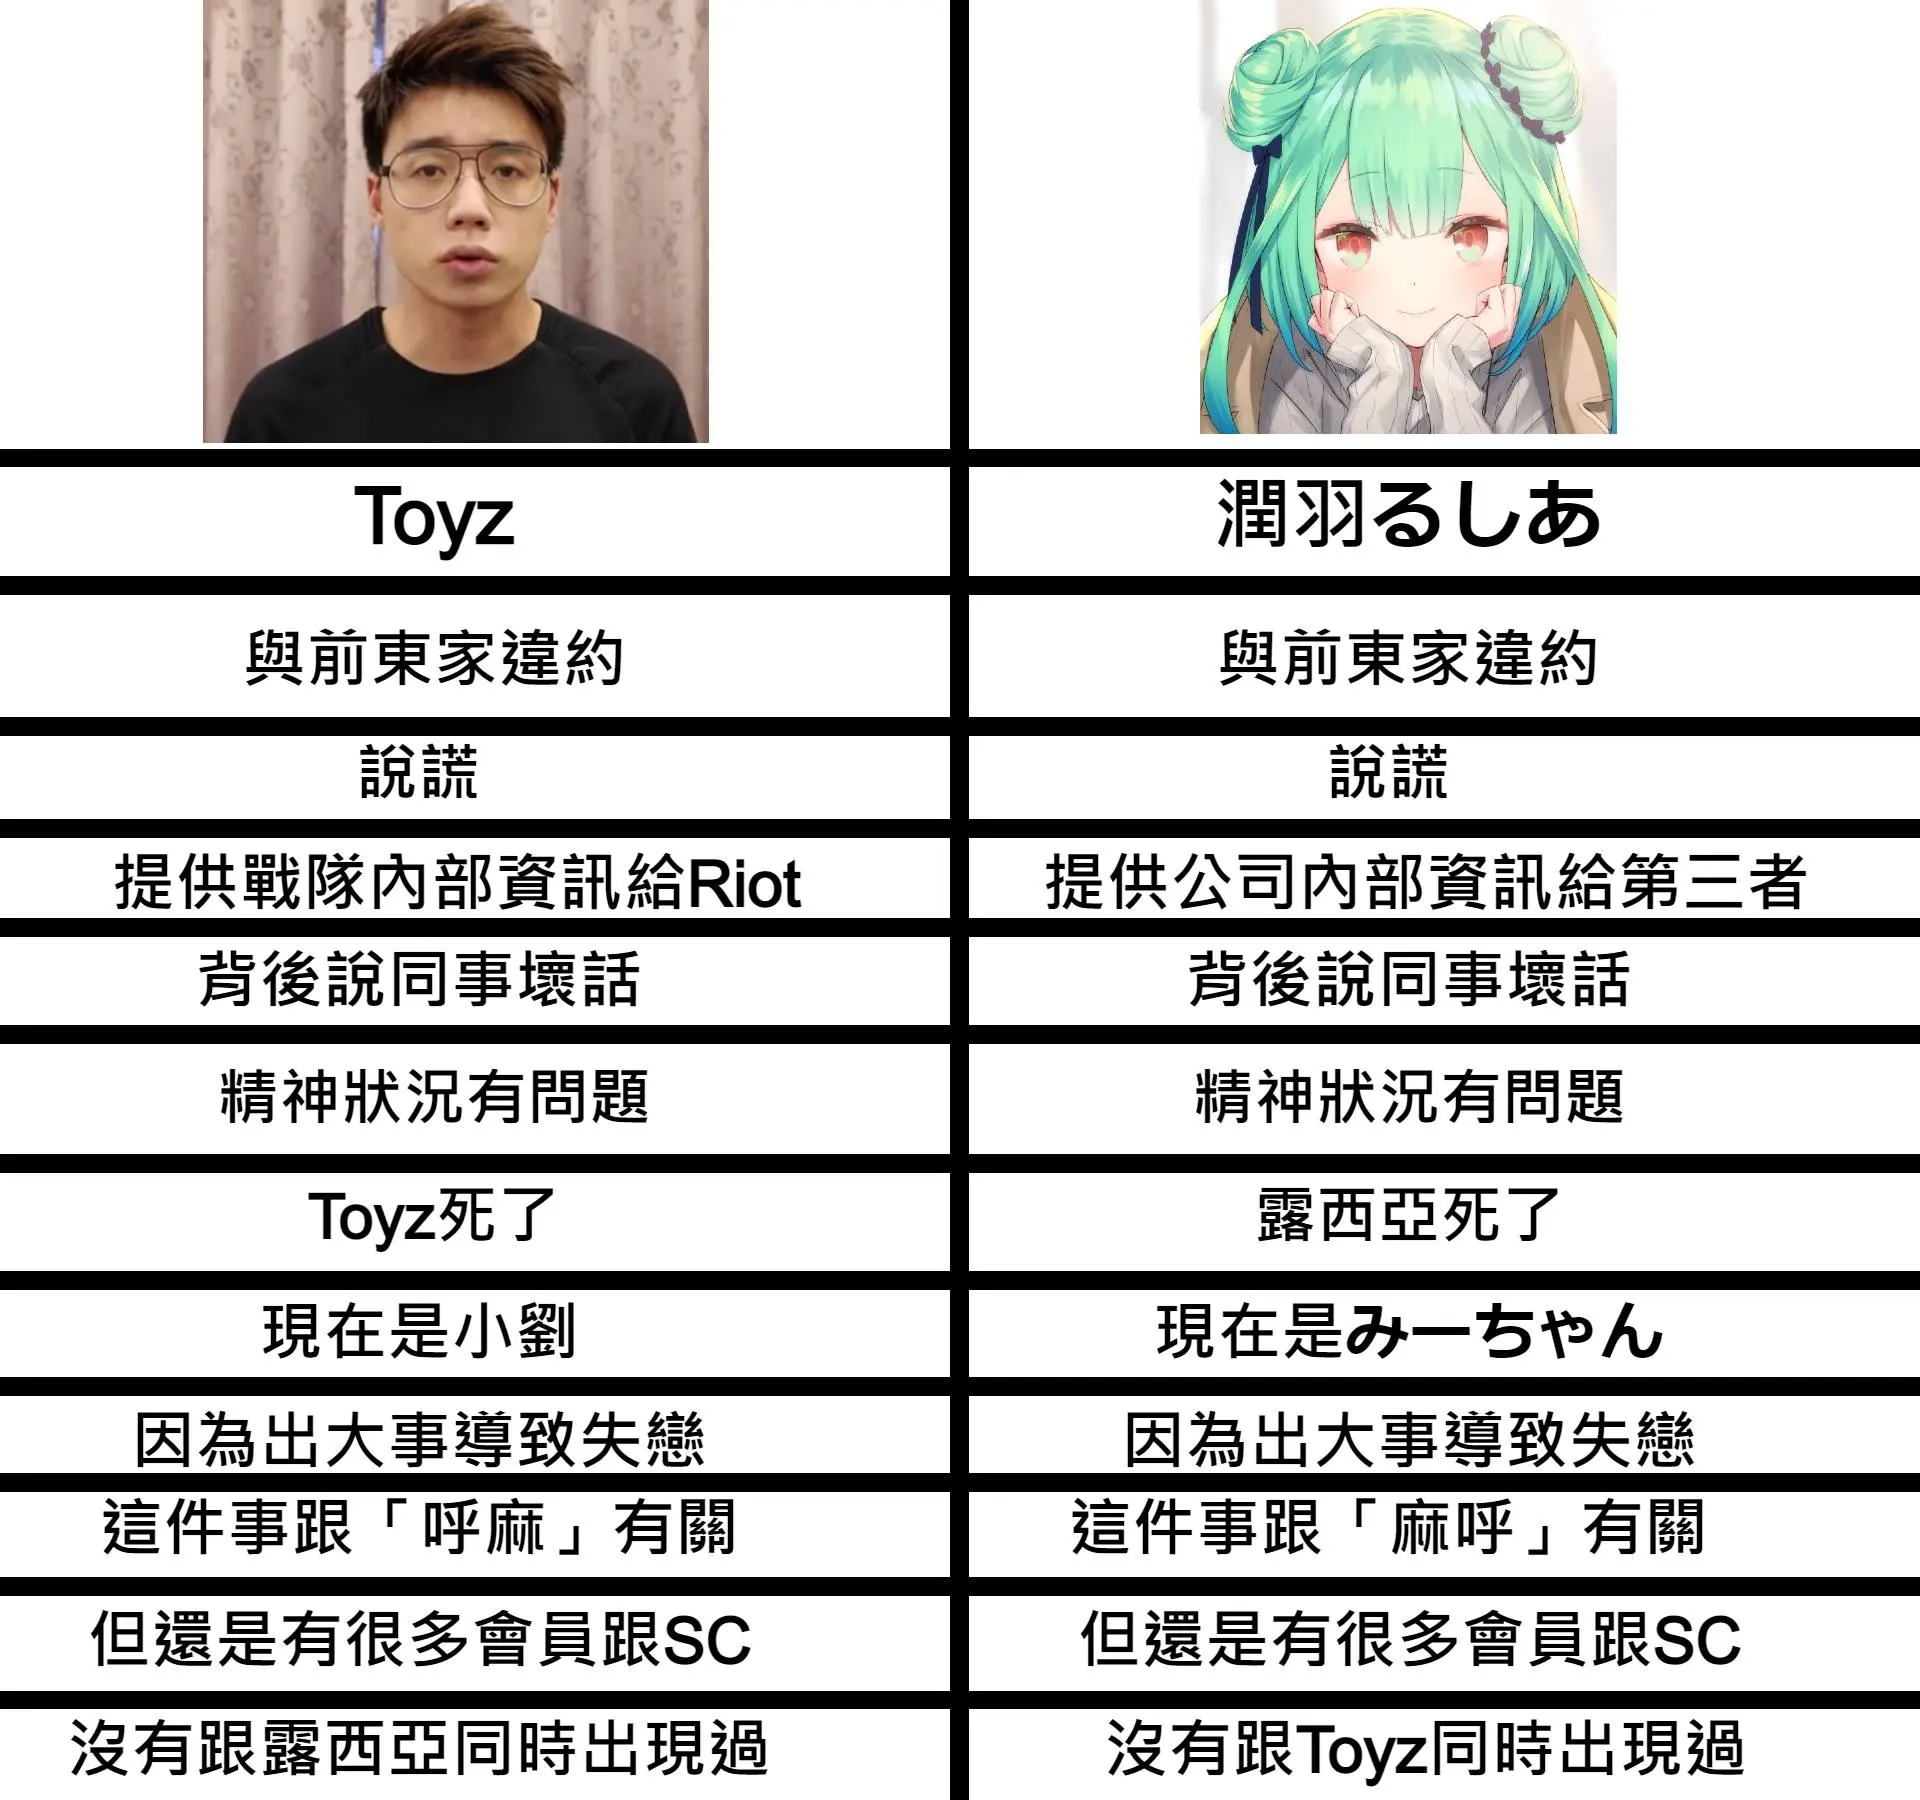 Toyz
潤羽るしあ
與前東家違約
與前東家違約
說謊
說謊
提供戰隊內部資訊給Riot
提供公司內部資訊給第三者
背後說同事壞話
背後說同事壞話
精神狀況有問題
精神狀況有問題
Toyz死了
露西亞死了
現在是小劉
現在是みーちゃん
因為出大事導致失戀
因為出大事導致失戀
這件事跟「呼麻」有關
這件事跟「麻呼」有關
但還是有很多會員跟SC
但還是有很多會員跟SC
沒有跟露西亞同時出現過
沒有跟Toyz同時出現過